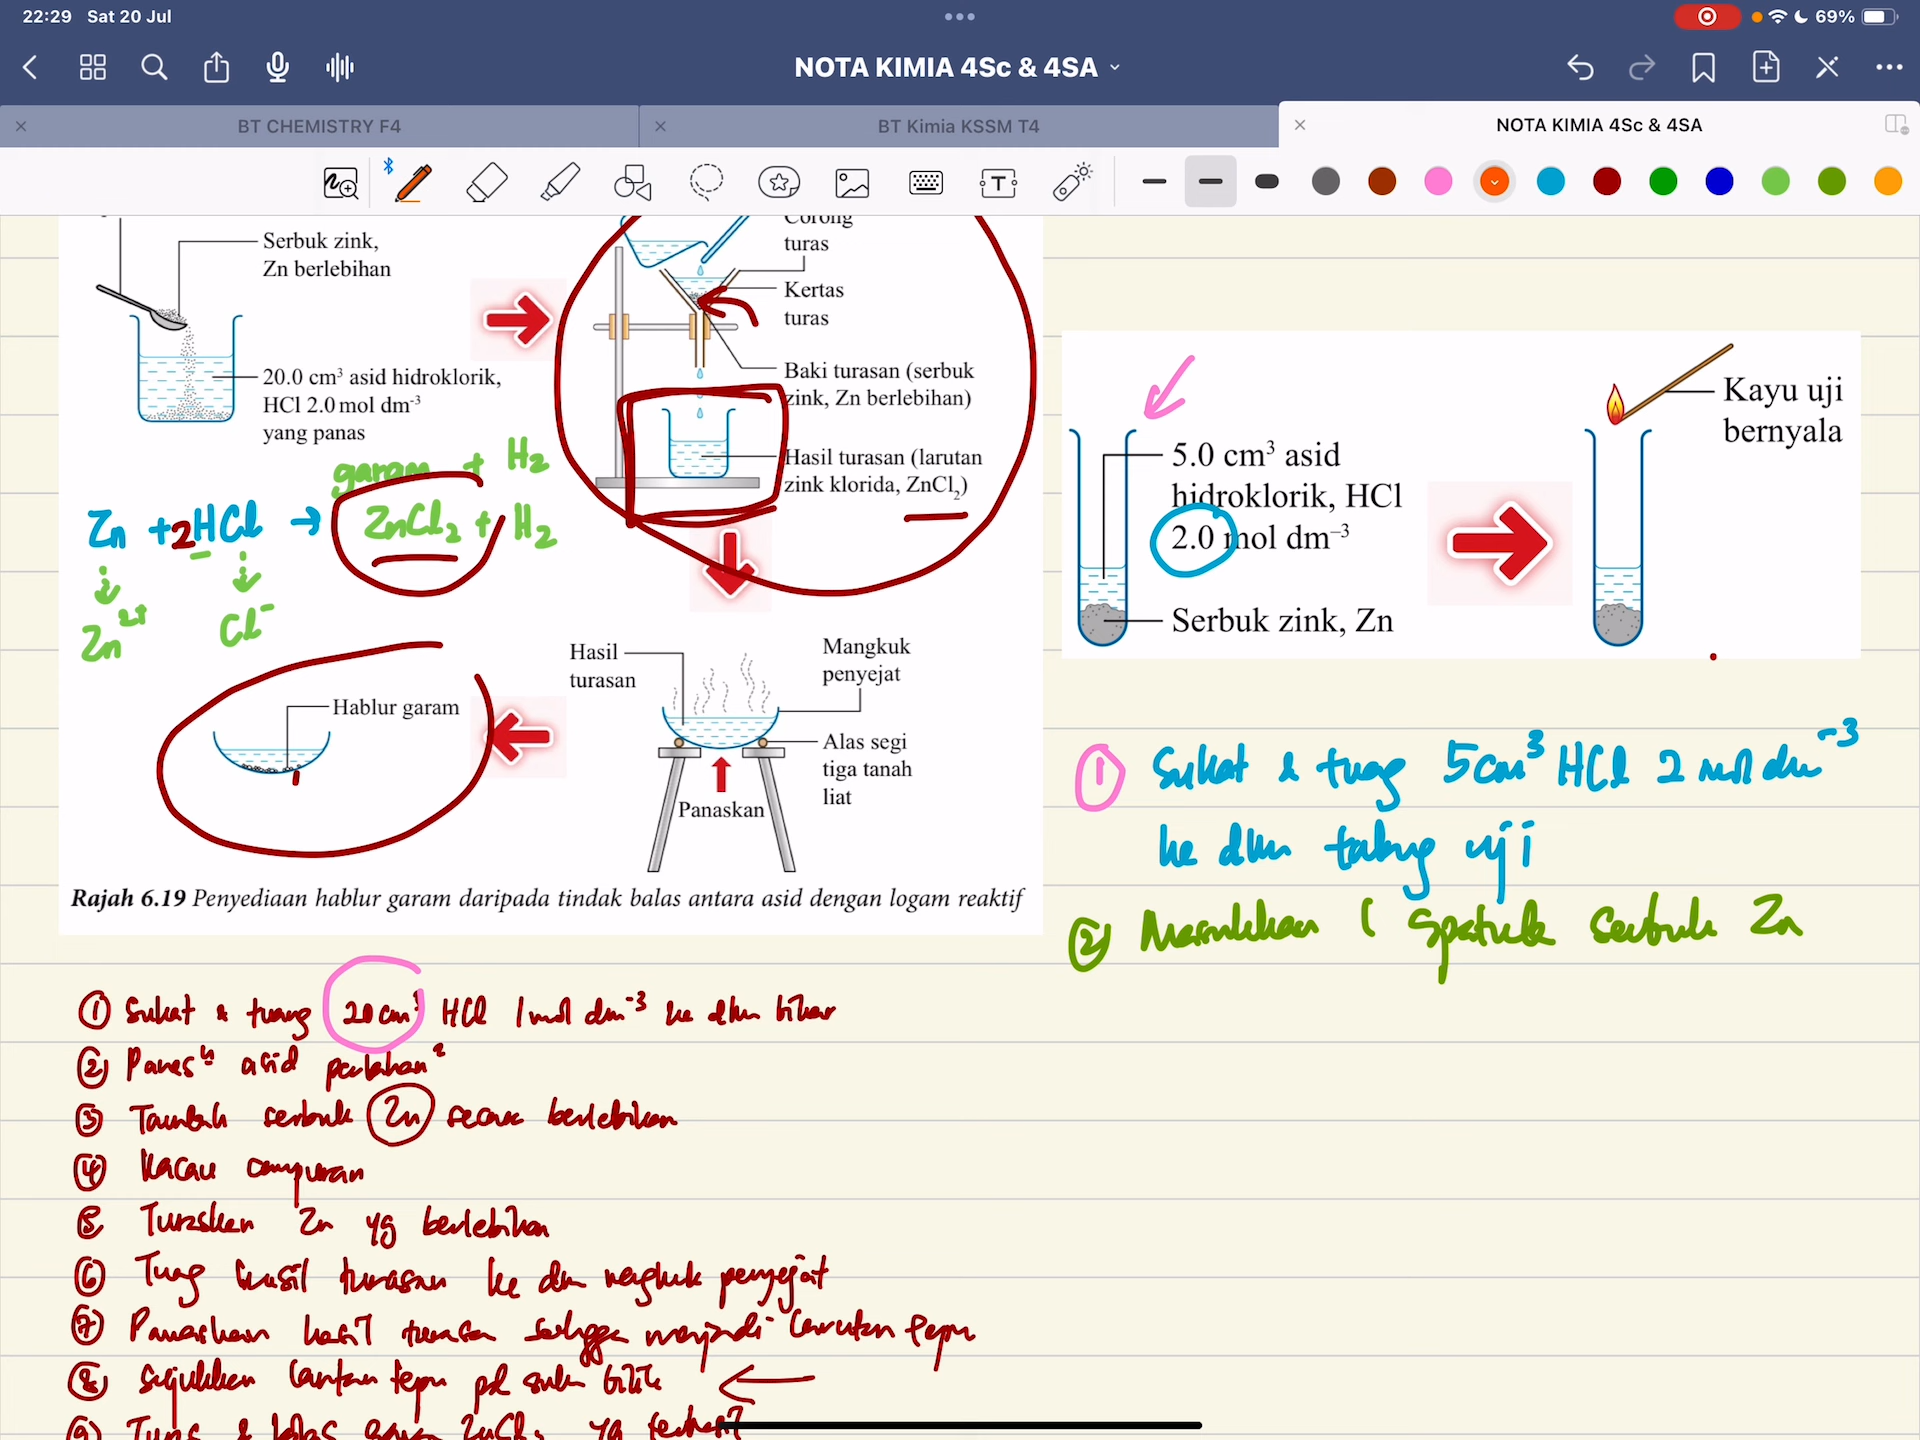 22:29 Sat 20 Jul
69%
NOTA KIMIA 4Sc & 4SA
BT CHEMISTRY F4
BT Kimia KSSM T4
NOTA KIMIA 4Sc & 4SA
Serbuk zink,
Zn berlebihan
20.0 cm³ asid hidroklorik,
HCl 2.0 mol dm⁻³
yang panas
Corong
turas
Kertas
turas
Baki turasan (serbuk
zink, Zn berlebihan)
Hasil turasan (larutan
zink klorida, ZnCl₂)
garam + H₂
Zn + 2HCl → ZnCl₂ + H₂
Zn²⁺ Cl⁻
Hasil
turasan
Mangkuk
penyejat
Alas segi
tiga tanah
liat
Panaskan
Hablur garam
Rajah 6.19 Penyediaan hablur garam daripada tindak balas antara asid dengan logam reaktif
5.0 cm³ asid
hidroklorik, HCl
2.0 mol dm⁻³
Serbuk zink, Zn
Kayu uji
bernyala
① Sukat & tuang 5cm³ HCl 2 mol dm⁻³
ke dlm tabung uji
② Masukkan 1 spatula serbuk Zn
① Sukat & tuang 20cm³ HCl 1 mol dm⁻³ ke dlm bikar
② Panaskn asid perlahan²
③ Tambah serbuk Zn secara berlebihan
④ Kacau campuran
⑤ Turaskan Zn yg berlebihan
⑥ Tuang hasil turasan ke dlm mangkuk penyejat
⑦ Panaskan hasil turasan sehingga menjadi larutan tepu
⑧ Sejukkan larutan tepu pd suhu bilik
⑨ Turas & bilas garam ZnCl₂ yg terhasil